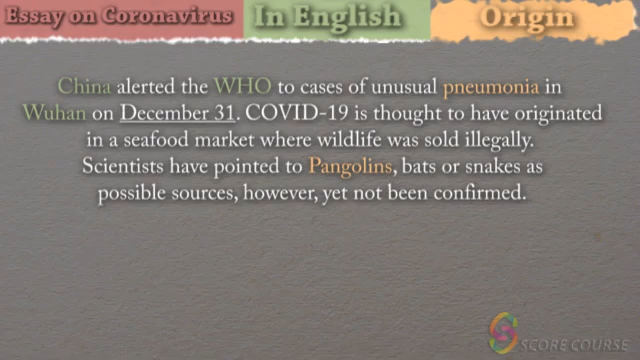 Essay on Coronavirus
In English
Origin
China alerted the WHO to cases of unusual pneumonia in
Wuhan on December 31. COVID-19 is thought to have originated
in a seafood market where wildlife was sold illegally.
Scientists have pointed to Pangolins, bats or snakes as
possible sources, however, yet not been confirmed.
SCORE COURSE